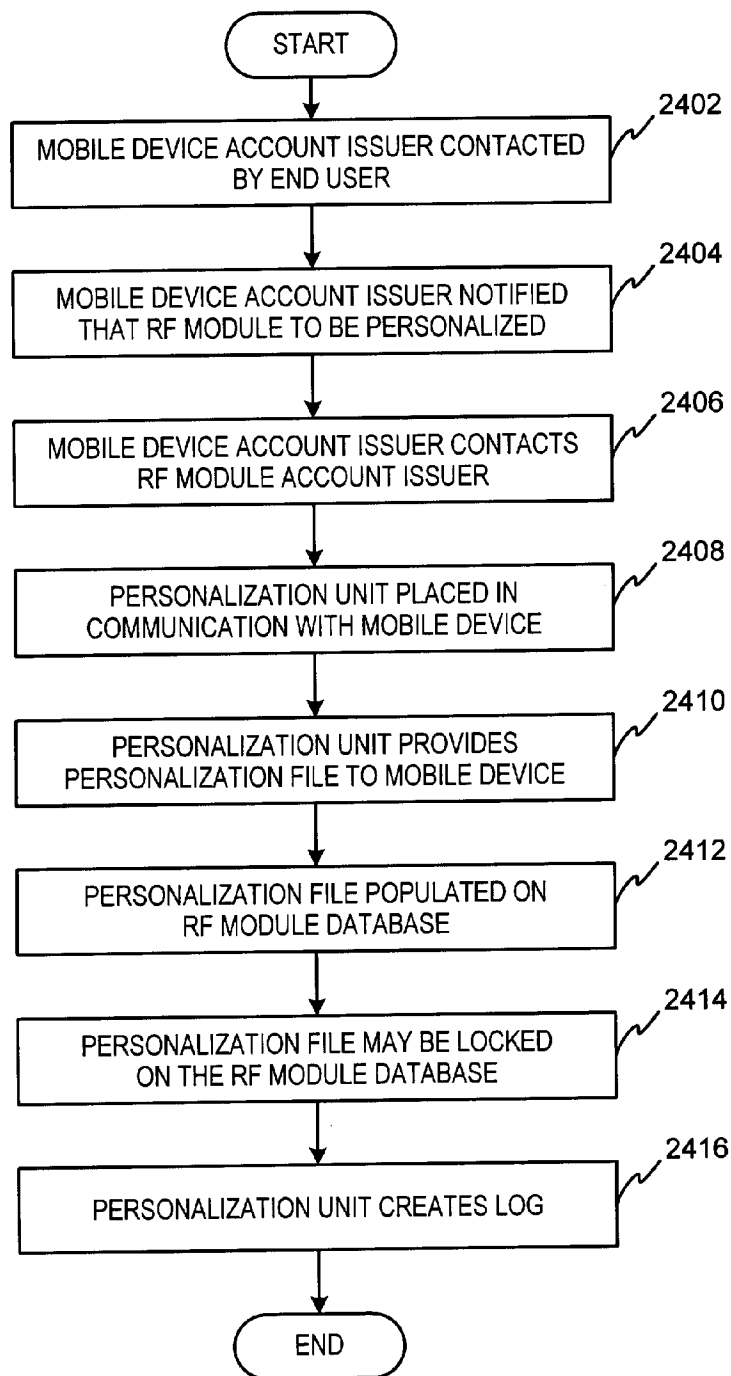 START
2402
MOBILE DEVICE ACCOUNT ISSUER CONTACTED
BY END USER
2404
MOBILE DEVICE ACCOUNT ISSUER NOTIFIED
THAT RF MODULE TO BE PERSONALIZED
2406
MOBILE DEVICE ACCOUNT ISSUER CONTACTS
RF MODULE ACCOUNT ISSUER
2408
PERSONALIZATION UNIT PLACED IN
COMMUNICATION WITH MOBILE DEVICE
2410
PERSONALIZATION UNIT PROVIDES
PERSONALIZATION FILE TO MOBILE DEVICE
2412
PERSONALIZATION FILE POPULATED ON
RF MODULE DATABASE
2414
PERSONALIZATION FILE MAY BE LOCKED
ON THE RF MODULE DATABASE
2416
PERSONALIZATION UNIT CREATES LOG
END